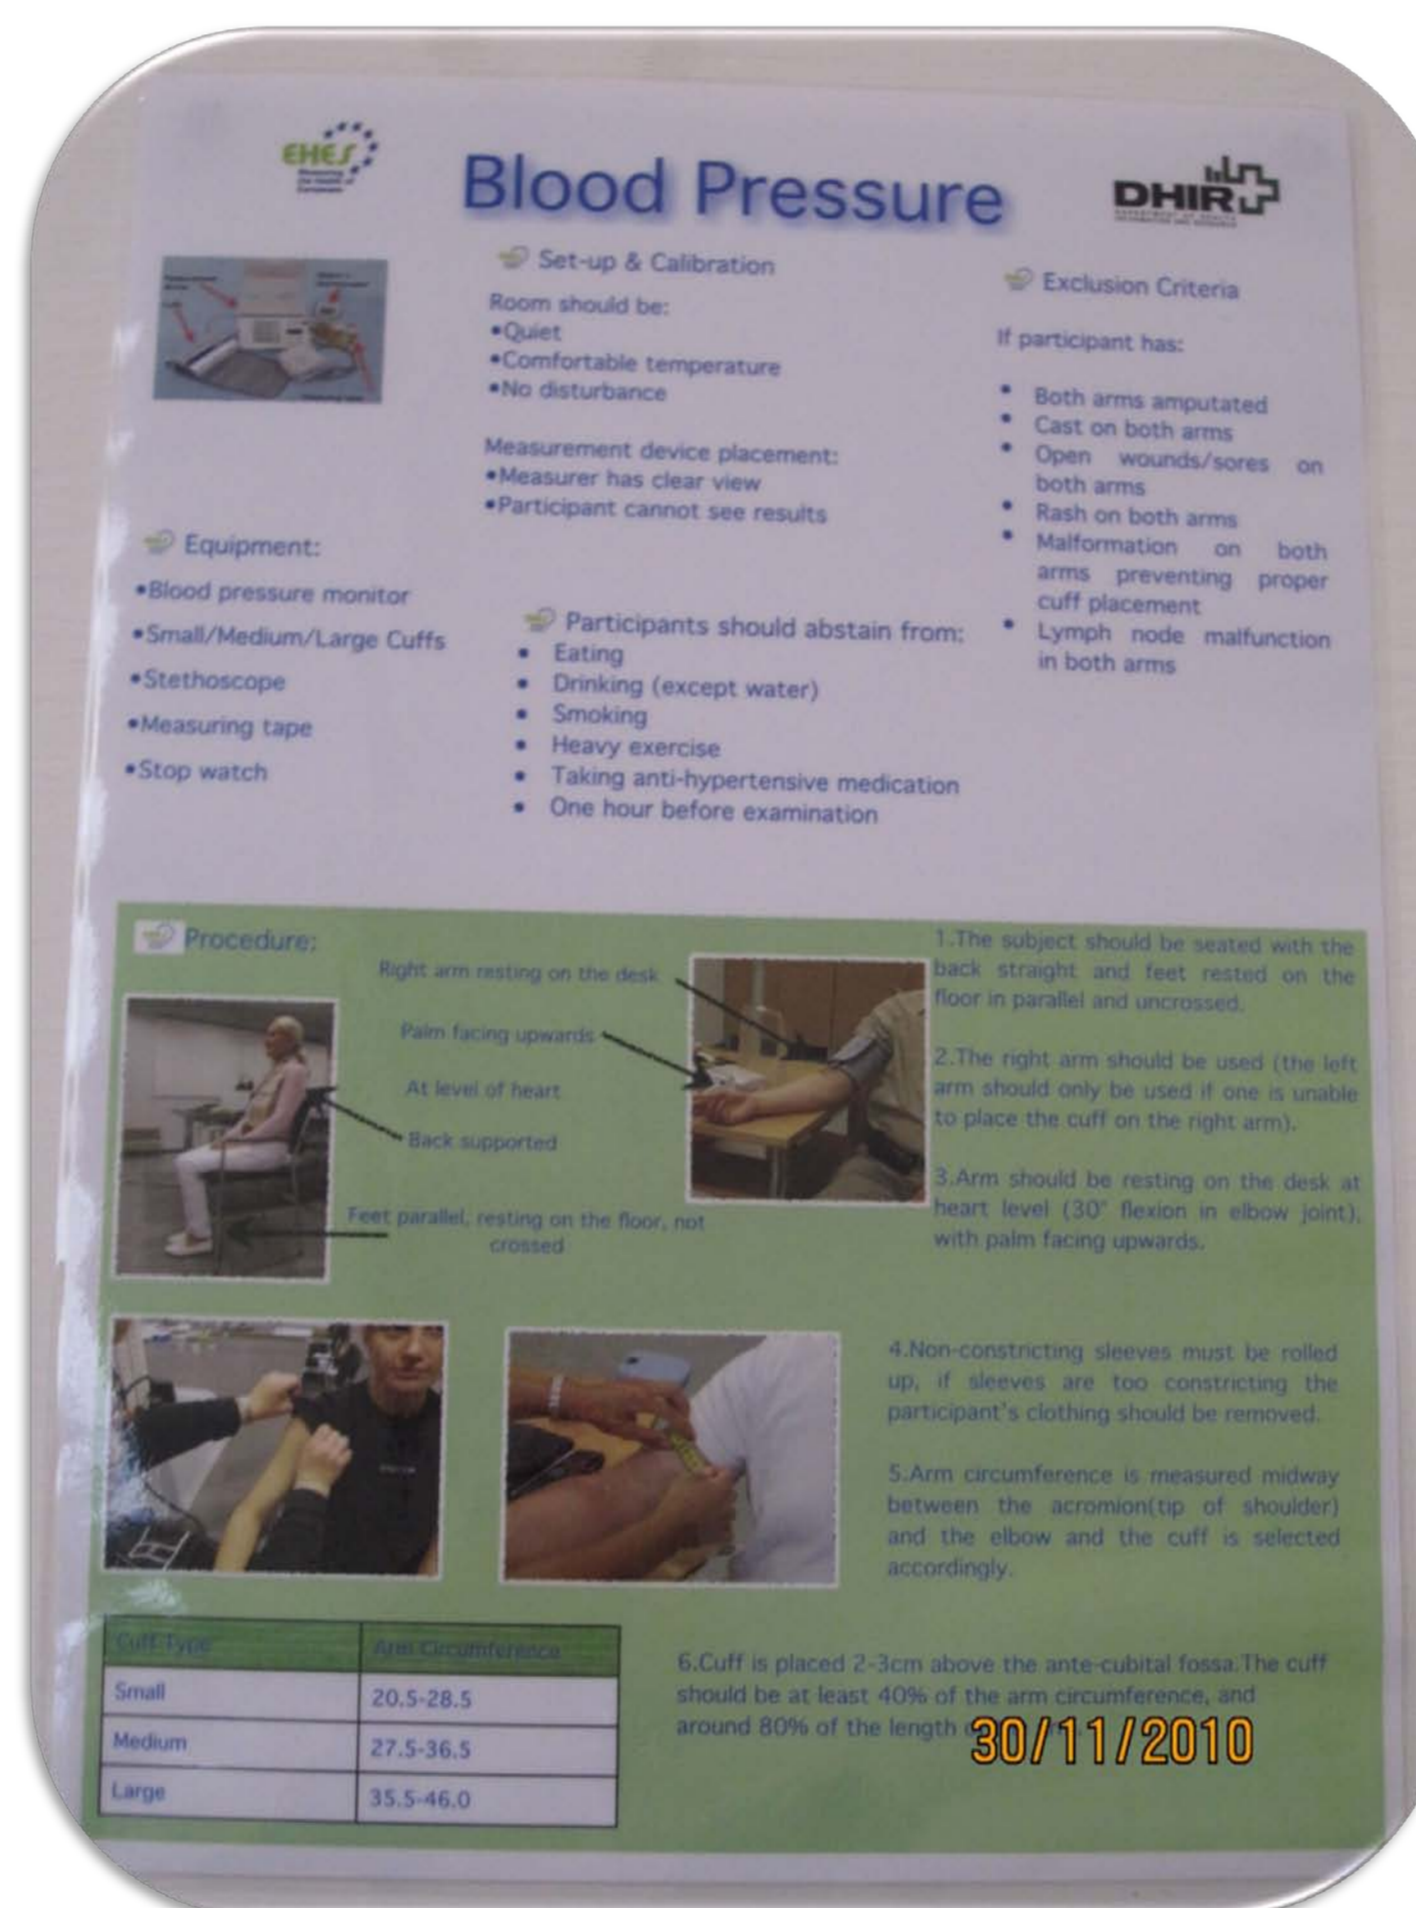 EHES
Measuring
the Health of
Europeans
Blood Pressure
DHIR
DEPARTMENT OF HEALTH
INFORMATION AND RESEARCH
Set-up & Calibration
Room should be:
•Quiet
•Comfortable temperature
•No disturbance
Measurement device placement:
•Measurer has clear view
•Participant cannot see results
Exclusion Criteria
If participant has:
• Both arms amputated
• Cast on both arms
• Open wounds/sores on
both arms
• Rash on both arms
• Malformation on both
arms preventing proper
cuff placement
• Lymph node malfunction
in both arms
Equipment:
•Blood pressure monitor
•Small/Medium/Large Cuffs
•Stethoscope
•Measuring tape
•Stop watch
Participants should abstain from:
• Eating
• Drinking (except water)
• Smoking
• Heavy exercise
• Taking anti-hypertensive medication
• One hour before examination
Procedure:
Right arm resting on the desk
Palm facing upwards
At level of heart
Back supported
Feet parallel, resting on the floor, not
crossed
1.The subject should be seated with the
back straight and feet rested on the
floor in parallel and uncrossed.
2.The right arm should be used (the left
arm should only be used if one is unable
to place the cuff on the right arm).
3.Arm should be resting on the desk at
heart level (30° flexion in elbow joint),
with palm facing upwards.
4.Non-constricting sleeves must be rolled
up, if sleeves are too constricting the
participant's clothing should be removed.
5.Arm circumference is measured midway
between the acromion(tip of shoulder)
and the elbow and the cuff is selected
accordingly.
Cuff Type Arm Circumference
Small 20.5-28.5
Medium 27.5-36.5
Large 35.5-46.0
6.Cuff is placed 2-3cm above the ante-cubital fossa.The cuff
should be at least 40% of the arm circumference, and
around 80% of the length
30/11/2010